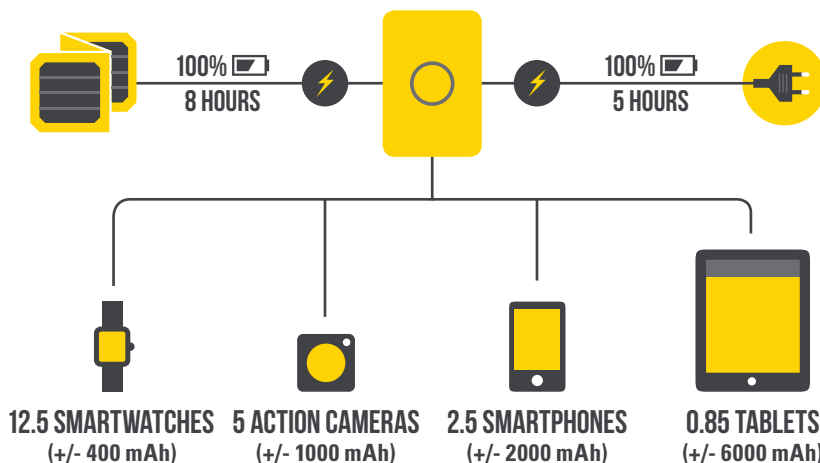 100%
8 HOURS
100%
5 HOURS
12.5 SMARTWATCHES
(+/- 400 mAh)
5 ACTION CAMERAS
(+/- 1000 mAh)
2.5 SMARTPHONES
(+/- 2000 mAh)
0.85 TABLETS
(+/- 6000 mAh)